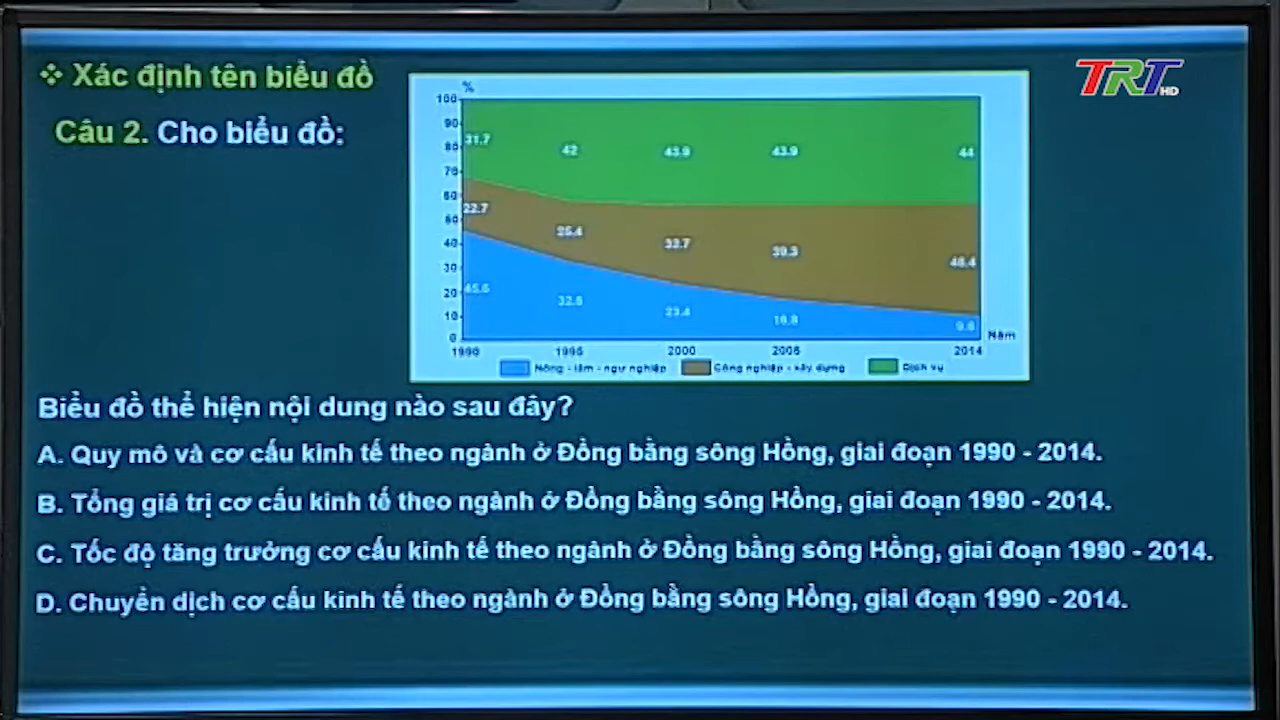 ❖ Xác định tên biểu đồ
TRT HD
Câu 2. Cho biểu đồ:
%
100
90
80
70
60
50
40
30
20
10
0
31.7 42 43.9 43.9 44
22.7 25.4 33.7 39.3 46.4
45.6 32.6 23.4 16.8 9.6
Năm
1990 1995 2000 2005 2014
Nông - lâm - ngư nghiệp Công nghiệp - xây dựng Dịch vụ
Biểu đồ thể hiện nội dung nào sau đây?
A. Quy mô và cơ cấu kinh tế theo ngành ở Đồng bằng sông Hồng, giai đoạn 1990 - 2014.
B. Tổng giá trị cơ cấu kinh tế theo ngành ở Đồng bằng sông Hồng, giai đoạn 1990 - 2014.
C. Tốc độ tăng trưởng cơ cấu kinh tế theo ngành ở Đồng bằng sông Hồng, giai đoạn 1990 - 2014.
D. Chuyển dịch cơ cấu kinh tế theo ngành ở Đồng bằng sông Hồng, giai đoạn 1990 - 2014.